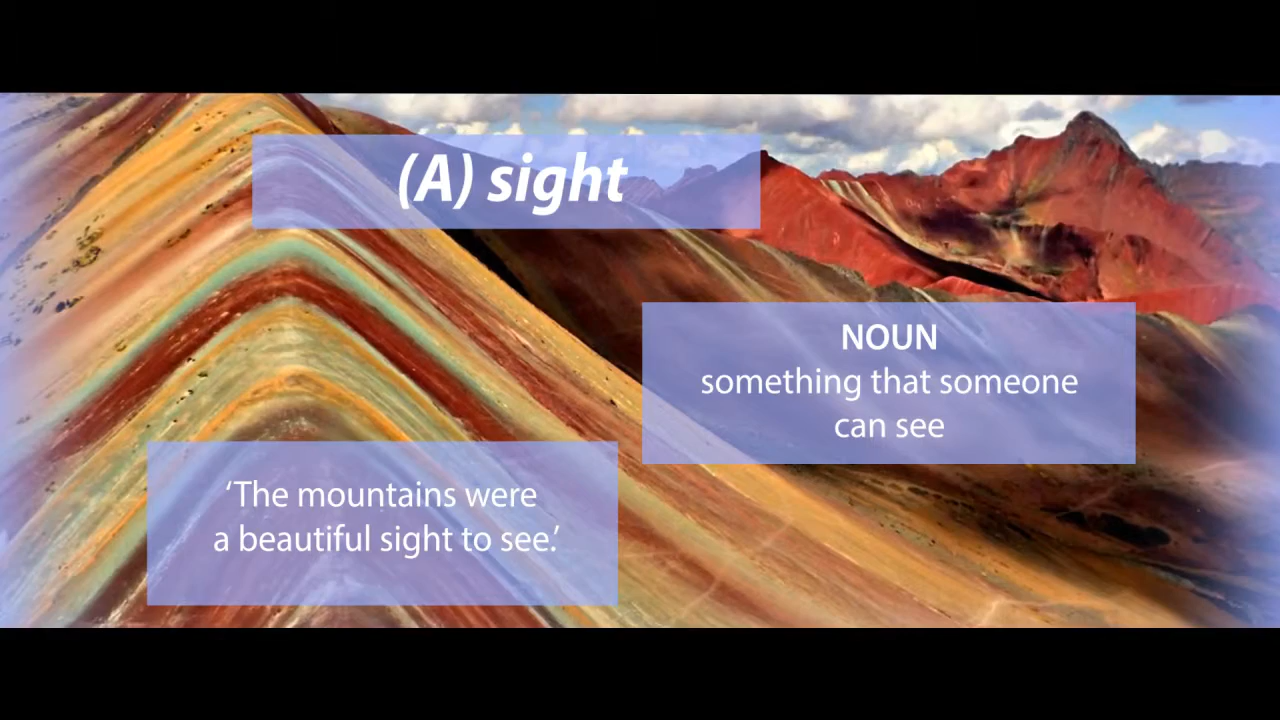 (A) sight
NOUN
something that someone
can see
‘The mountains were
a beautiful sight to see.’